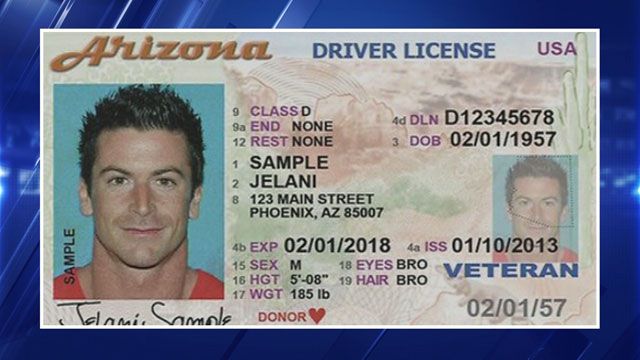 Arizona DRIVER LICENSE USA
9 CLASS D
9a END NONE
12 REST NONE
4d DLN D12345678
3 DOB 02/01/1957
1 SAMPLE
2 JELANI
8 123 MAIN STREET
PHOENIX, AZ 85007
4b EXP 02/01/2018
4a ISS 01/10/2013
15 SEX M
18 EYES BRO
16 HGT 5'-08"
19 HAIR BRO
17 WGT 185 lb
VETERAN
DONOR
02/01/57
SAMPLE
Jelani Sample